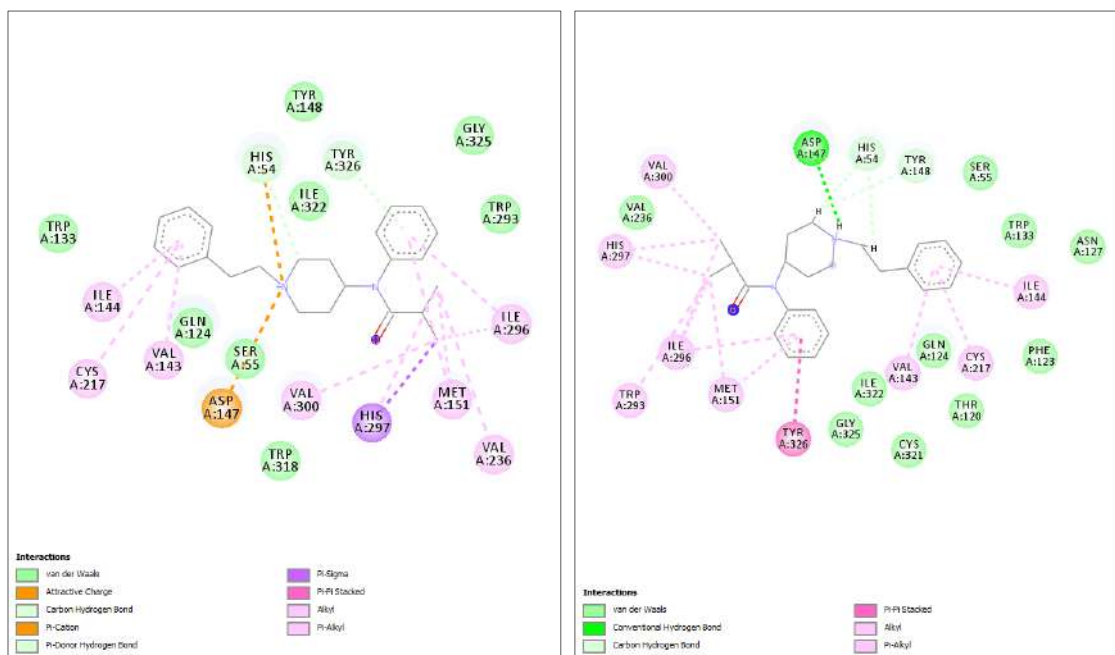 TYR
A:148
GLY
A:325
HIS
A:54
TYR
A:326
ILE
A:322
TRP
A:293
TRP
A:133
N
N
O
ILE
A:144
GLN
A:124
ILE
A:296
CYS
A:217
VAL
A:143
SER
A:55
ASP
A:147
VAL
A:300
HIS
A:297
MET
A:151
TRP
A:318
VAL
A:236
Interactions
van der Waals
Attractive Charge
Carbon Hydrogen Bond
Pi-Cation
Pi-Donor Hydrogen Bond
Pi-Sigma
Pi-Pi Stacked
Alkyl
Pi-Alkyl
ASP
A:147
HIS
A:54
TYR
A:148
SER
A:55
VAL
A:300
VAL
A:236
HIS
A:297
TRP
A:133
ASN
A:127
H
H
H
N
N
O
ILE
A:144
ILE
A:296
TRP
A:293
MET
A:151
GLN
A:124
VAL
A:143
CYS
A:217
PHE
A:123
ILE
A:322
THR
A:120
GLY
A:325
TYR
A:326
CYS
A:321
Interactions
van der Waals
Conventional Hydrogen Bond
Carbon Hydrogen Bond
Pi-Pi Stacked
Alkyl
Pi-Alkyl